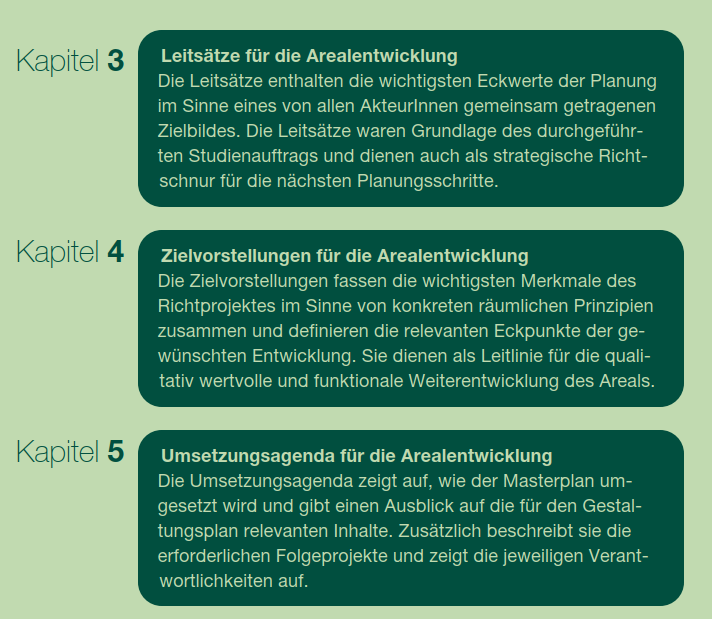 Kapitel 3
Leitsätze für die Arealentwicklung
Die Leitsätze enthalten die wichtigsten Eckwerte der Planung
im Sinne eines von allen AkteurInnen gemeinsam getragenen
Zielbildes. Die Leitsätze waren Grundlage des durchgeführ-
ten Studienauftrags und dienen auch als strategische Richt-
schnur für die nächsten Planungsschritte.
Kapitel 4
Zielvorstellungen für die Arealentwicklung
Die Zielvorstellungen fassen die wichtigsten Merkmale des
Richtprojektes im Sinne von konkreten räumlichen Prinzipien
zusammen und definieren die relevanten Eckpunkte der ge-
wünschten Entwicklung. Sie dienen als Leitlinie für die quali-
tativ wertvolle und funktionale Weiterentwicklung des Areals.
Kapitel 5
Umsetzungsagenda für die Arealentwicklung
Die Umsetzungsagenda zeigt auf, wie der Masterplan um-
gesetzt wird und gibt einen Ausblick auf die für den Gestal-
tungsplan relevanten Inhalte. Zusätzlich beschreibt sie die
erforderlichen Folgeprojekte und zeigt die jeweiligen Verant-
wortlichkeiten auf.